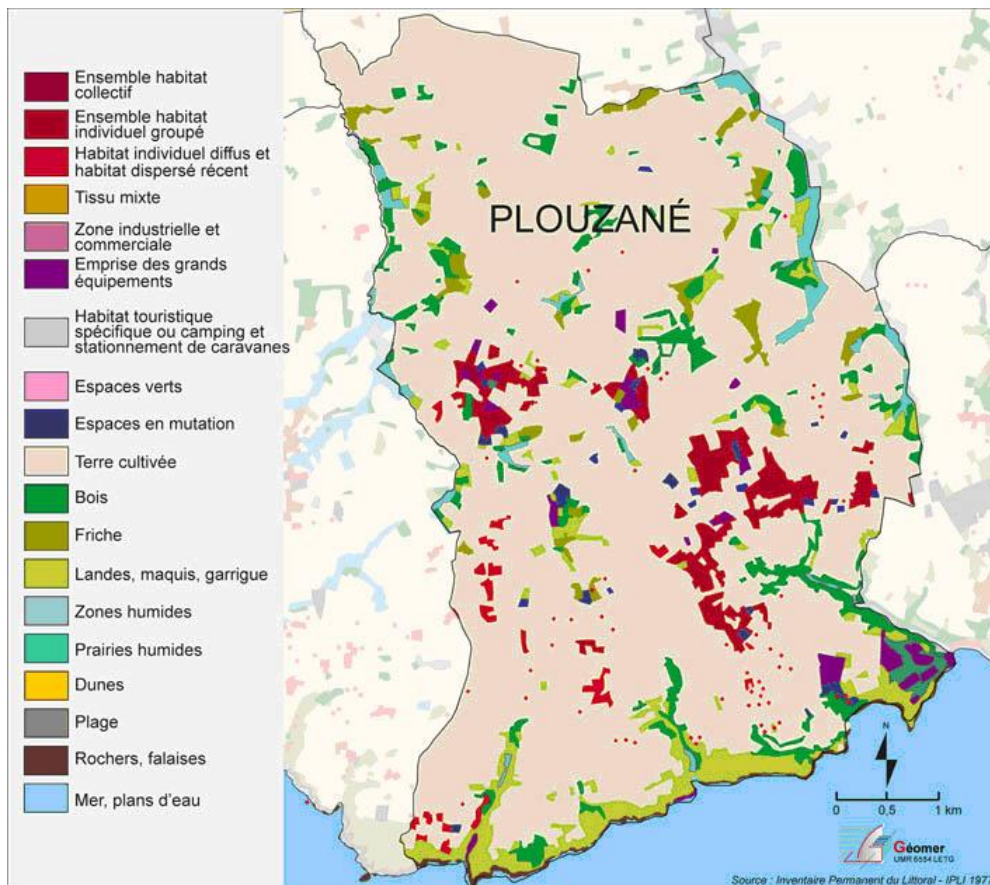 Ensemble habitat
collectif
Ensemble habitat
individuel groupé
Habitat individuel diffus et
habitat dispersé récent
Tissu mixte
Zone industrielle et
commerciale
Emprise des grands
équipements
Habitat touristique
spécifique ou camping et
stationnement de caravanes
Espaces verts
Espaces en mutation
Terre cultivée
Bois
Friche
Landes, maquis, garrigue
Zones humides
Prairies humides
Dunes
Plage
Rochers, falaises
Mer, plans d'eau
PLOUZANÉ
N
0 0,5 1 km
Géomer
UMR 6554 LETG
Source : Inventaire Permanent du Littoral - IPLI 1977